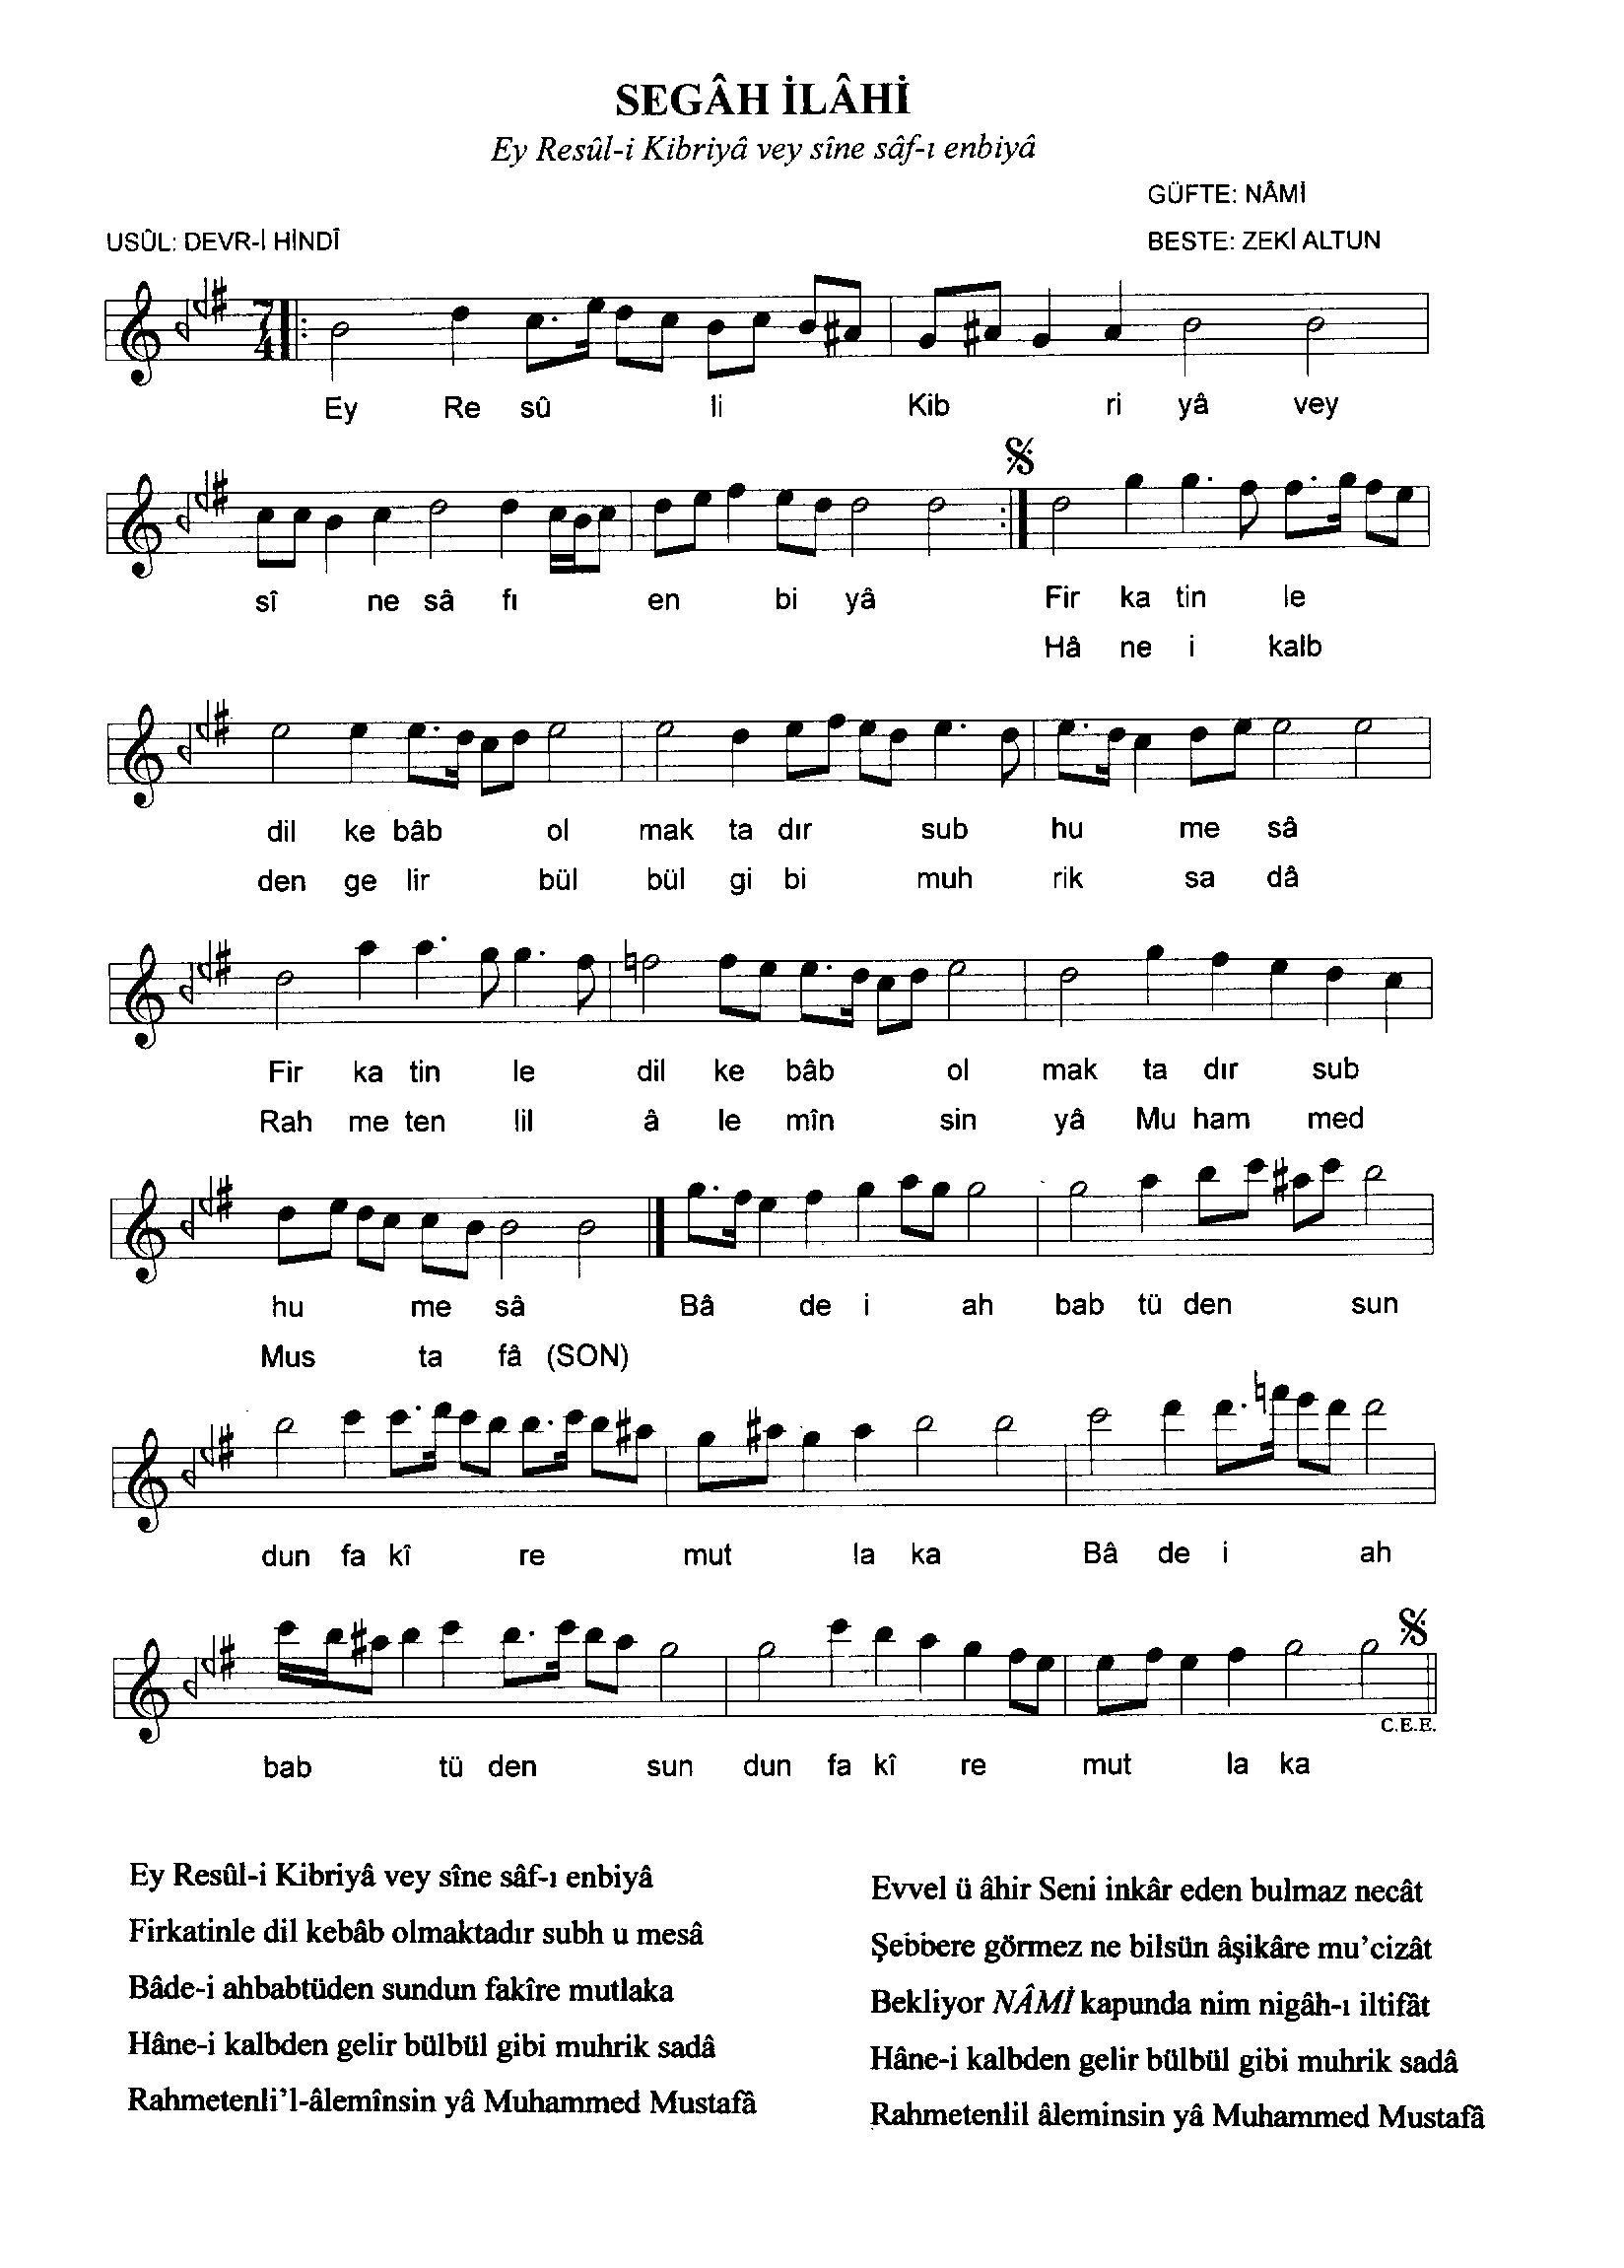 SEGÂH İLÂHİ
Ey Resûl-i Kibriyâ vey sîne sâf-ı enbiyâ
GÜFTE: NÂMİ
USÛL: DEVR-İ HİNDÎ
BESTE: ZEKİ ALTUN
7/4
Ey Re sû li Kib ri yâ vey
sî ne sâ fı en bi yâ Fir ka tin le
Hâ ne i kalb
dil ke bâb ol mak ta dır sub hu me sâ
den ge lir bül bül gi bi muh rik sa dâ
Fir ka tin le dil ke bâb ol mak ta dır sub
Rah me ten lil â le mîn sin yâ Mu ham med
hu me sâ Bâ de i ah bab tü den sun
Mus ta fâ (SON)
dun fa kî re mut la ka Bâ de i ah
C.E.E.
bab tü den sun dun fa kî re mut la ka
Ey Resûl-i Kibriyâ vey sîne sâf-ı enbiyâ
Firkatinle dil kebâb olmaktadır subh u mesâ
Bâde-i ahbabtüden sundun fakîre mutlaka
Hâne-i kalbden gelir bülbül gibi muhrik sadâ
Rahmetenli'l-âlemînsin yâ Muhammed Mustafâ
Evvel ü âhir Seni inkâr eden bulmaz necât
Şebbere görmez ne bilsün âşikâre mu'cizât
Bekliyor NÂMİ kapunda nim nigâh-ı iltifât
Hâne-i kalbden gelir bülbül gibi muhrik sadâ
Rahmetenlil âleminsin yâ Muhammed Mustafâ